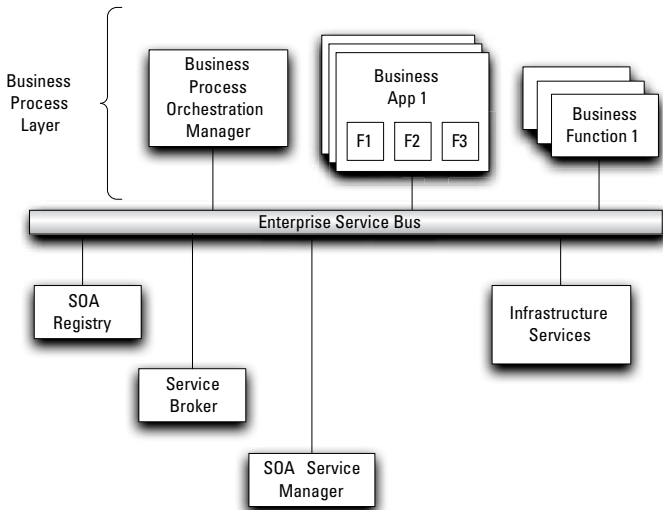 Business
Process
Layer
Business
Process
Orchestration
Manager
Business
App 1
F1
F2
F3
Business
Function 1
Enterprise Service Bus
SOA
Registry
Infrastructure
Services
Service
Broker
SOA Service
Manager